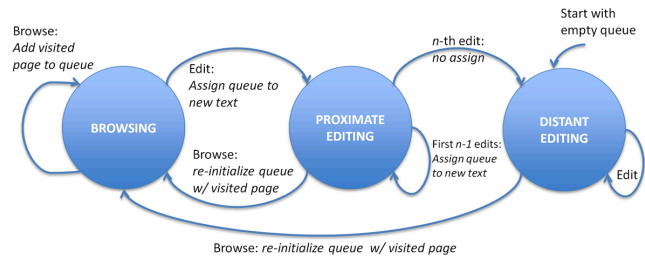 Browse:
Add visited
page to queue
BROWSING
Edit:
Assign queue to
new text
Browse:
re-initialize queue
w/ visited page
PROXIMATE
EDITING
n-th edit:
no assign
First n-1 edits:
Assign queue
to new text
Start with
empty queue
DISTANT
EDITING
Edit
Browse: re-initialize queue w/ visited page